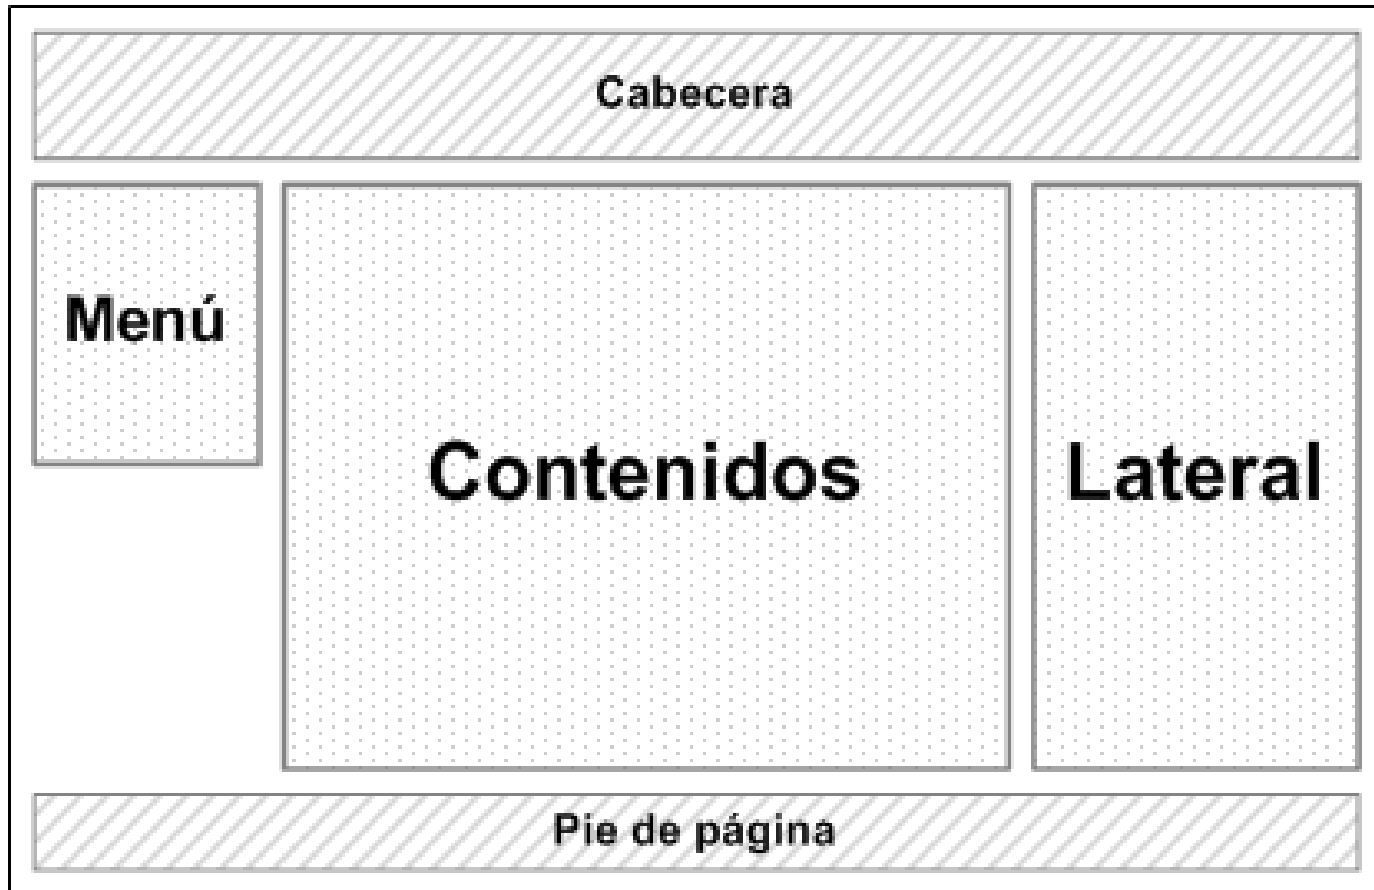 Cabecera
Menú
Contenidos
Lateral
Pie de página